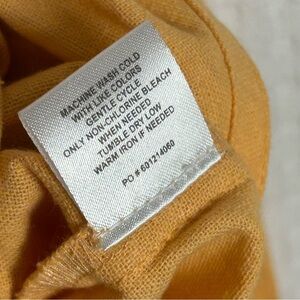 MACHINE WASH COLD
WITH LIKE COLORS
GENTLE CYCLE
ONLY NON-CHLORINE BLEACH
WHEN NEEDED
TUMBLE DRY LOW
WARM IRON IF NEEDED
PO # 601214060